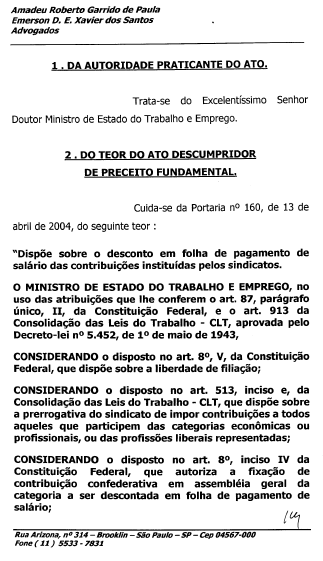 Amadeu Roberto Garrido de Paula
Emerson D. E. Xavier dos Santos
Advogados
1 . DA AUTORIDADE PRATICANTE DO ATO.
Trata-se do Excelentíssimo Senhor
Doutor Ministro de Estado do Trabalho e Emprego.
2 . DO TEOR DO ATO DESCUMPRIDOR
DE PRECEITO FUNDAMENTAL.
Cuida-se da Portaria nº 160, de 13 de
abril de 2004, do seguinte teor :
"Dispõe sobre o desconto em folha de pagamento de
salário das contribuições instituídas pelos sindicatos.
O MINISTRO DE ESTADO DO TRABALHO E EMPREGO, no
uso das atribuições que lhe conferem o art. 87, parágrafo
único, II, da Constituição Federal, e o art. 913 da
Consolidação das Leis do Trabalho - CLT, aprovada pelo
Decreto-lei nº 5.452, de 1º de maio de 1943,
CONSIDERANDO o disposto no art. 8º, V, da Constituição
Federal, que dispõe sobre a liberdade de filiação;
CONSIDERANDO o disposto no art. 513, inciso e, da
Consolidação das Leis do Trabalho - CLT, que dispõe sobre
a prerrogativa do sindicato de impor contribuições a todos
aqueles que participem das categorias econômicas ou
profissionais, ou das profissões liberais representadas;
CONSIDERANDO o disposto no art. 8º, inciso IV da
Constituição Federal, que autoriza a fixação de
contribuição confederativa em assembléia geral da
categoria a ser descontada em folha de pagamento de
salário;
Rua Arizona, nº 314 – Brooklin – São Paulo – SP – Cep 04567-000
Fone ( 11 ) 5533 - 7831